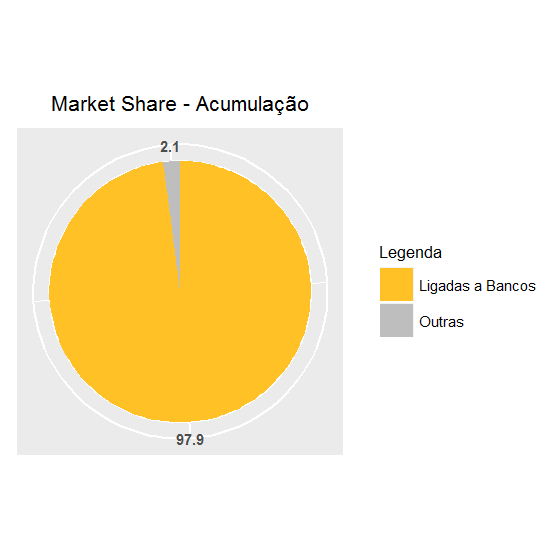 Market Share - Acumulação
2.1
97.9
Legenda
Ligadas a Bancos
Outras